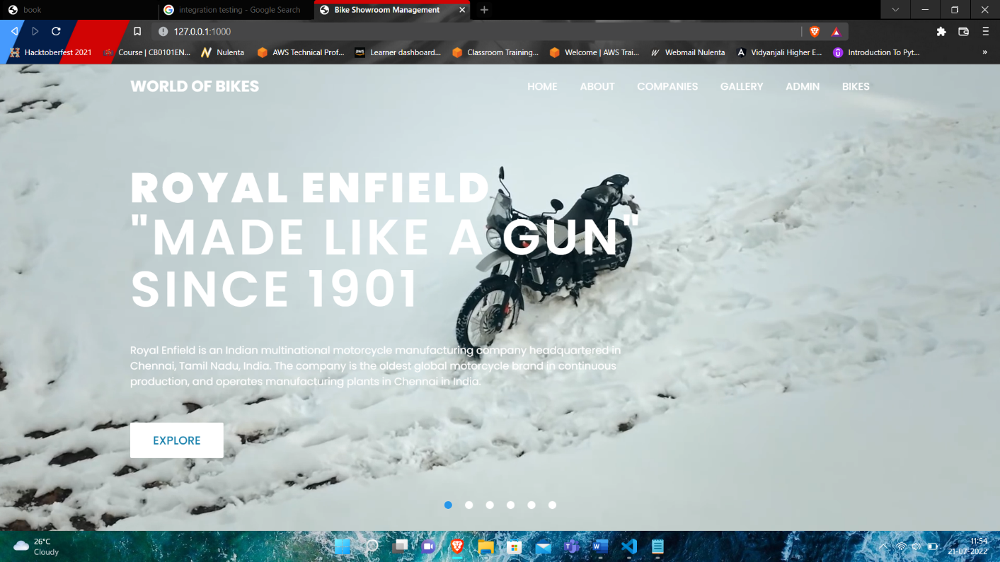 book
integration testing - Google Search
Bike Showroom Management
127.0.0.1:1000
Hacktoberfest 2021
Course | CB0101EN...
Nulenta
AWS Technical Prof...
Learner dashboard...
Classroom Training...
Welcome | AWS Trai...
Webmail Nulenta
Vidyanjali Higher E...
Introduction To Pyt...
»
WORLD OF BIKES
HOME
ABOUT
COMPANIES
GALLERY
ADMIN
BIKES
ROYAL ENFIELD
"MADE LIKE A GUN"
SINCE 1901
Royal Enfield is an Indian multinational motorcycle manufacturing company headquartered in
Chennai, Tamil Nadu, India. The company is the oldest global motorcycle brand in continuous
production, and operates manufacturing plants in Chennai in India.
EXPLORE
26°C
Cloudy
11:54
21-07-2022